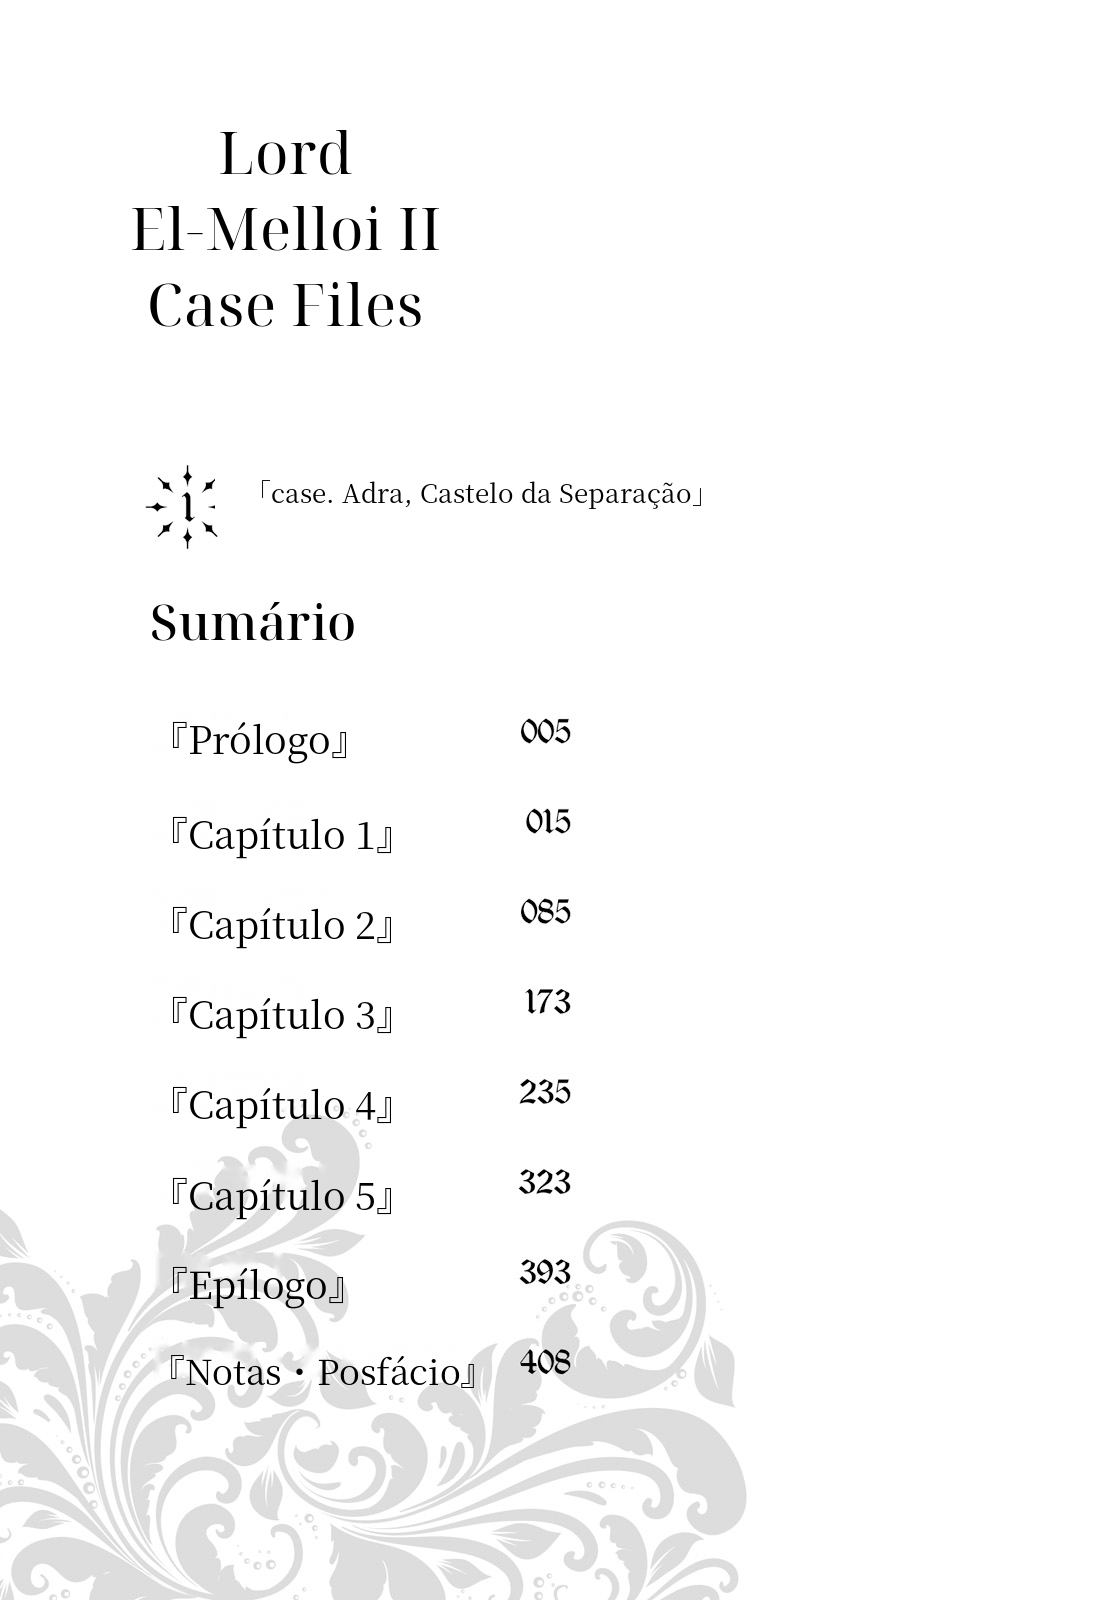 Lord
El-Melloi II
Case Files
1
「case. Adra, Castelo da Separação」
Sumário
『Prólogo』 005
『Capítulo 1』 015
『Capítulo 2』 085
『Capítulo 3』 173
『Capítulo 4』 235
『Capítulo 5』 323
『Epílogo』 393
『Notas・Posfácio』 408